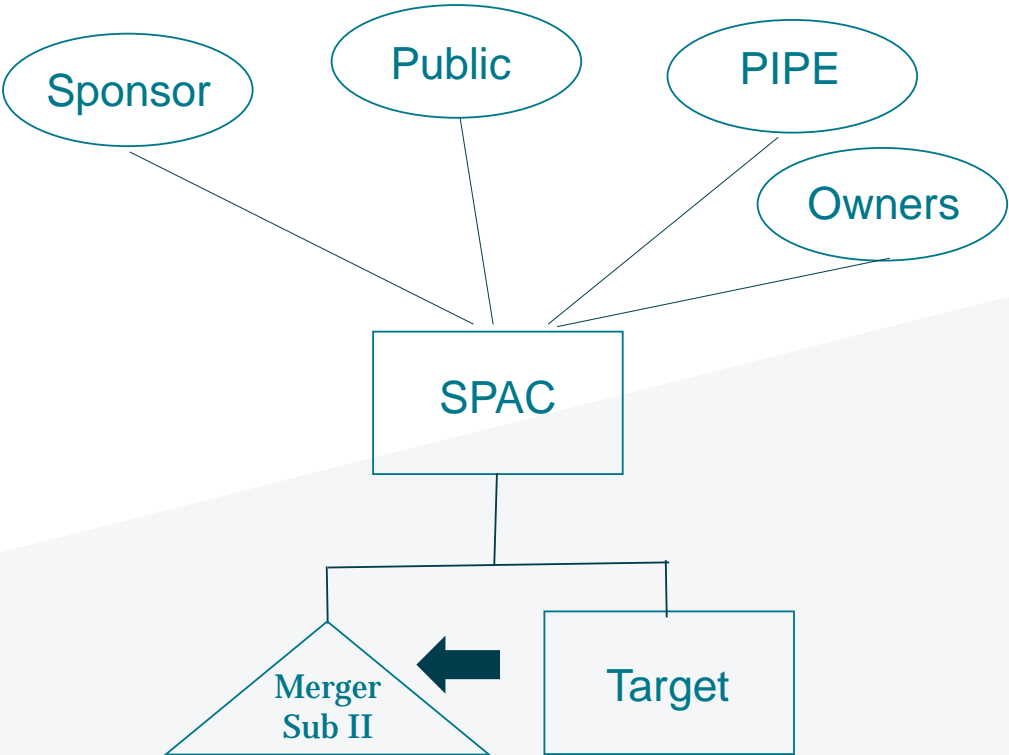 Sponsor
Public
PIPE
Owners
SPAC
Merger
Sub II
Target